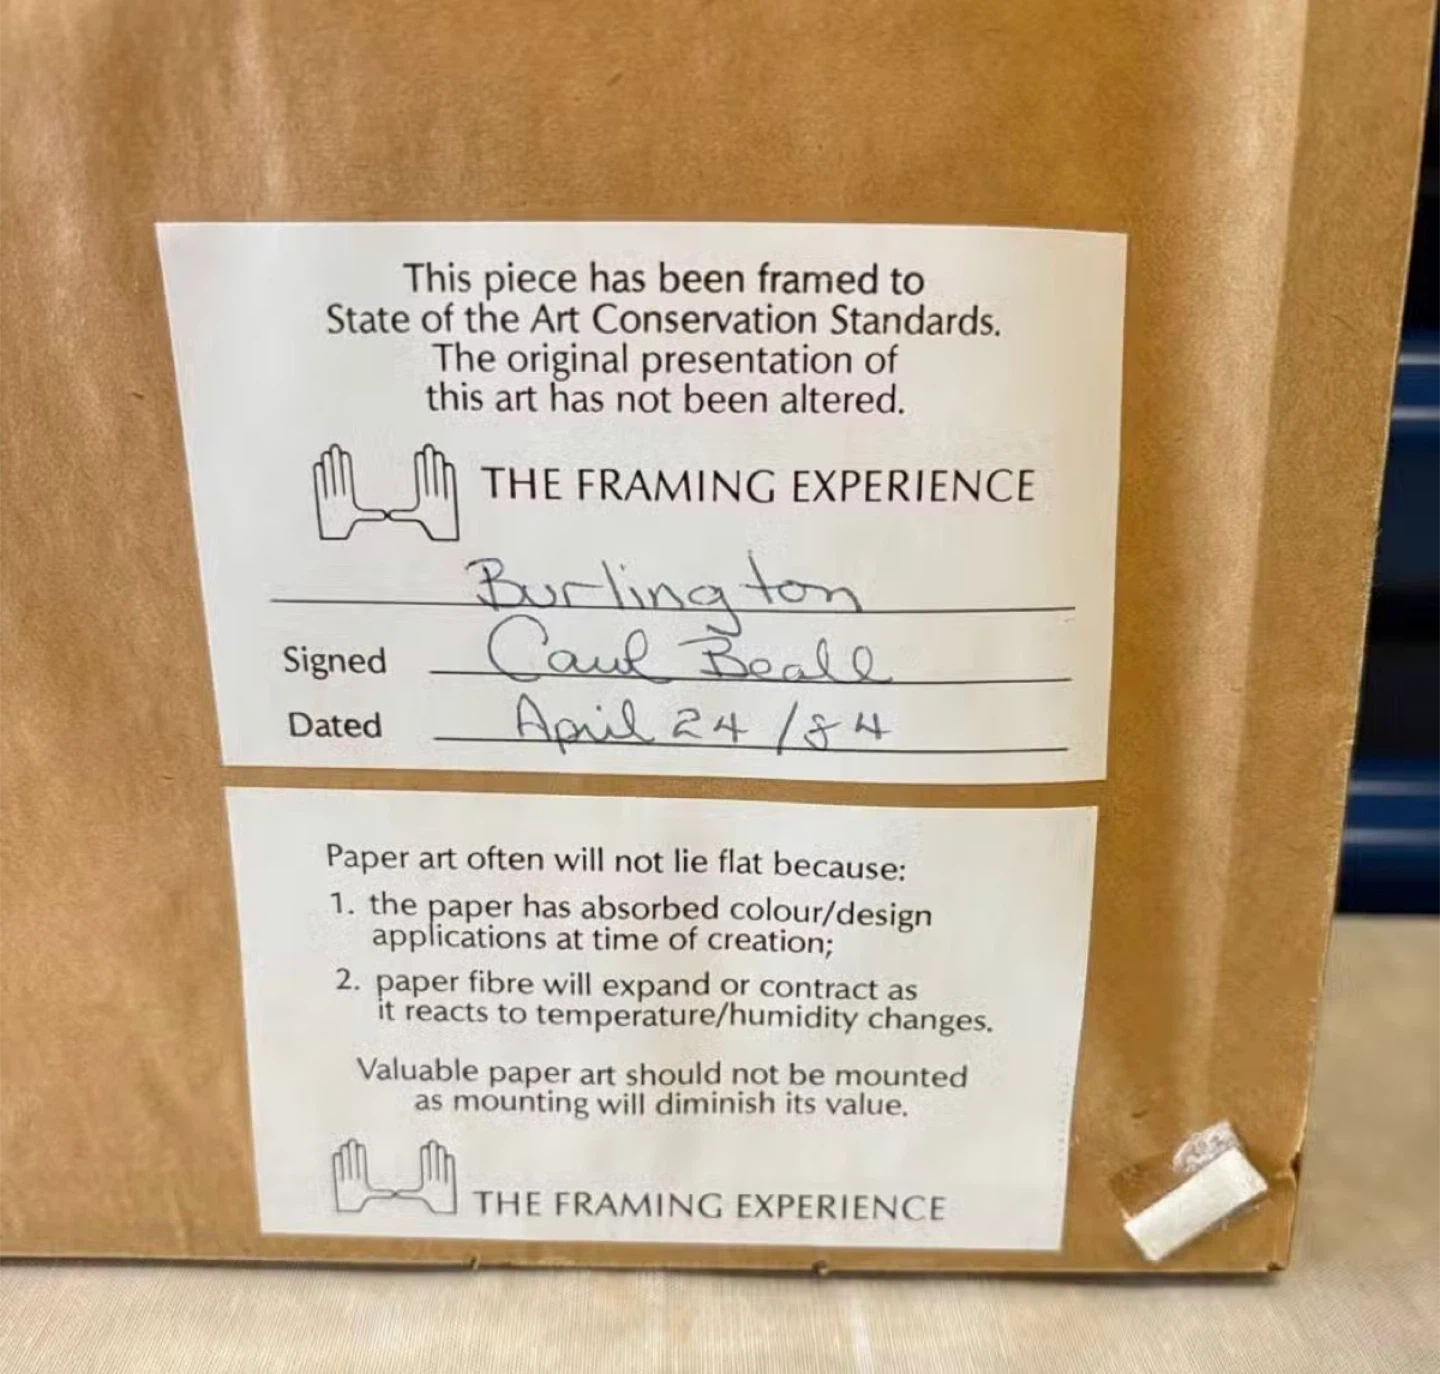 This piece has been framed to
State of the Art Conservation Standards.
The original presentation of
this art has not been altered.
THE FRAMING EXPERIENCE
Burlington
Signed Beall
Dated April 24/84
Paper art often will not lie flat because:
1. the paper has absorbed colour/design
applications at time of creation;
2. paper fibre will expand or contract as
it reacts to temperature/humidity changes.
Valuable paper art should not be mounted
as mounting will diminish its value.
THE FRAMING EXPERIENCE